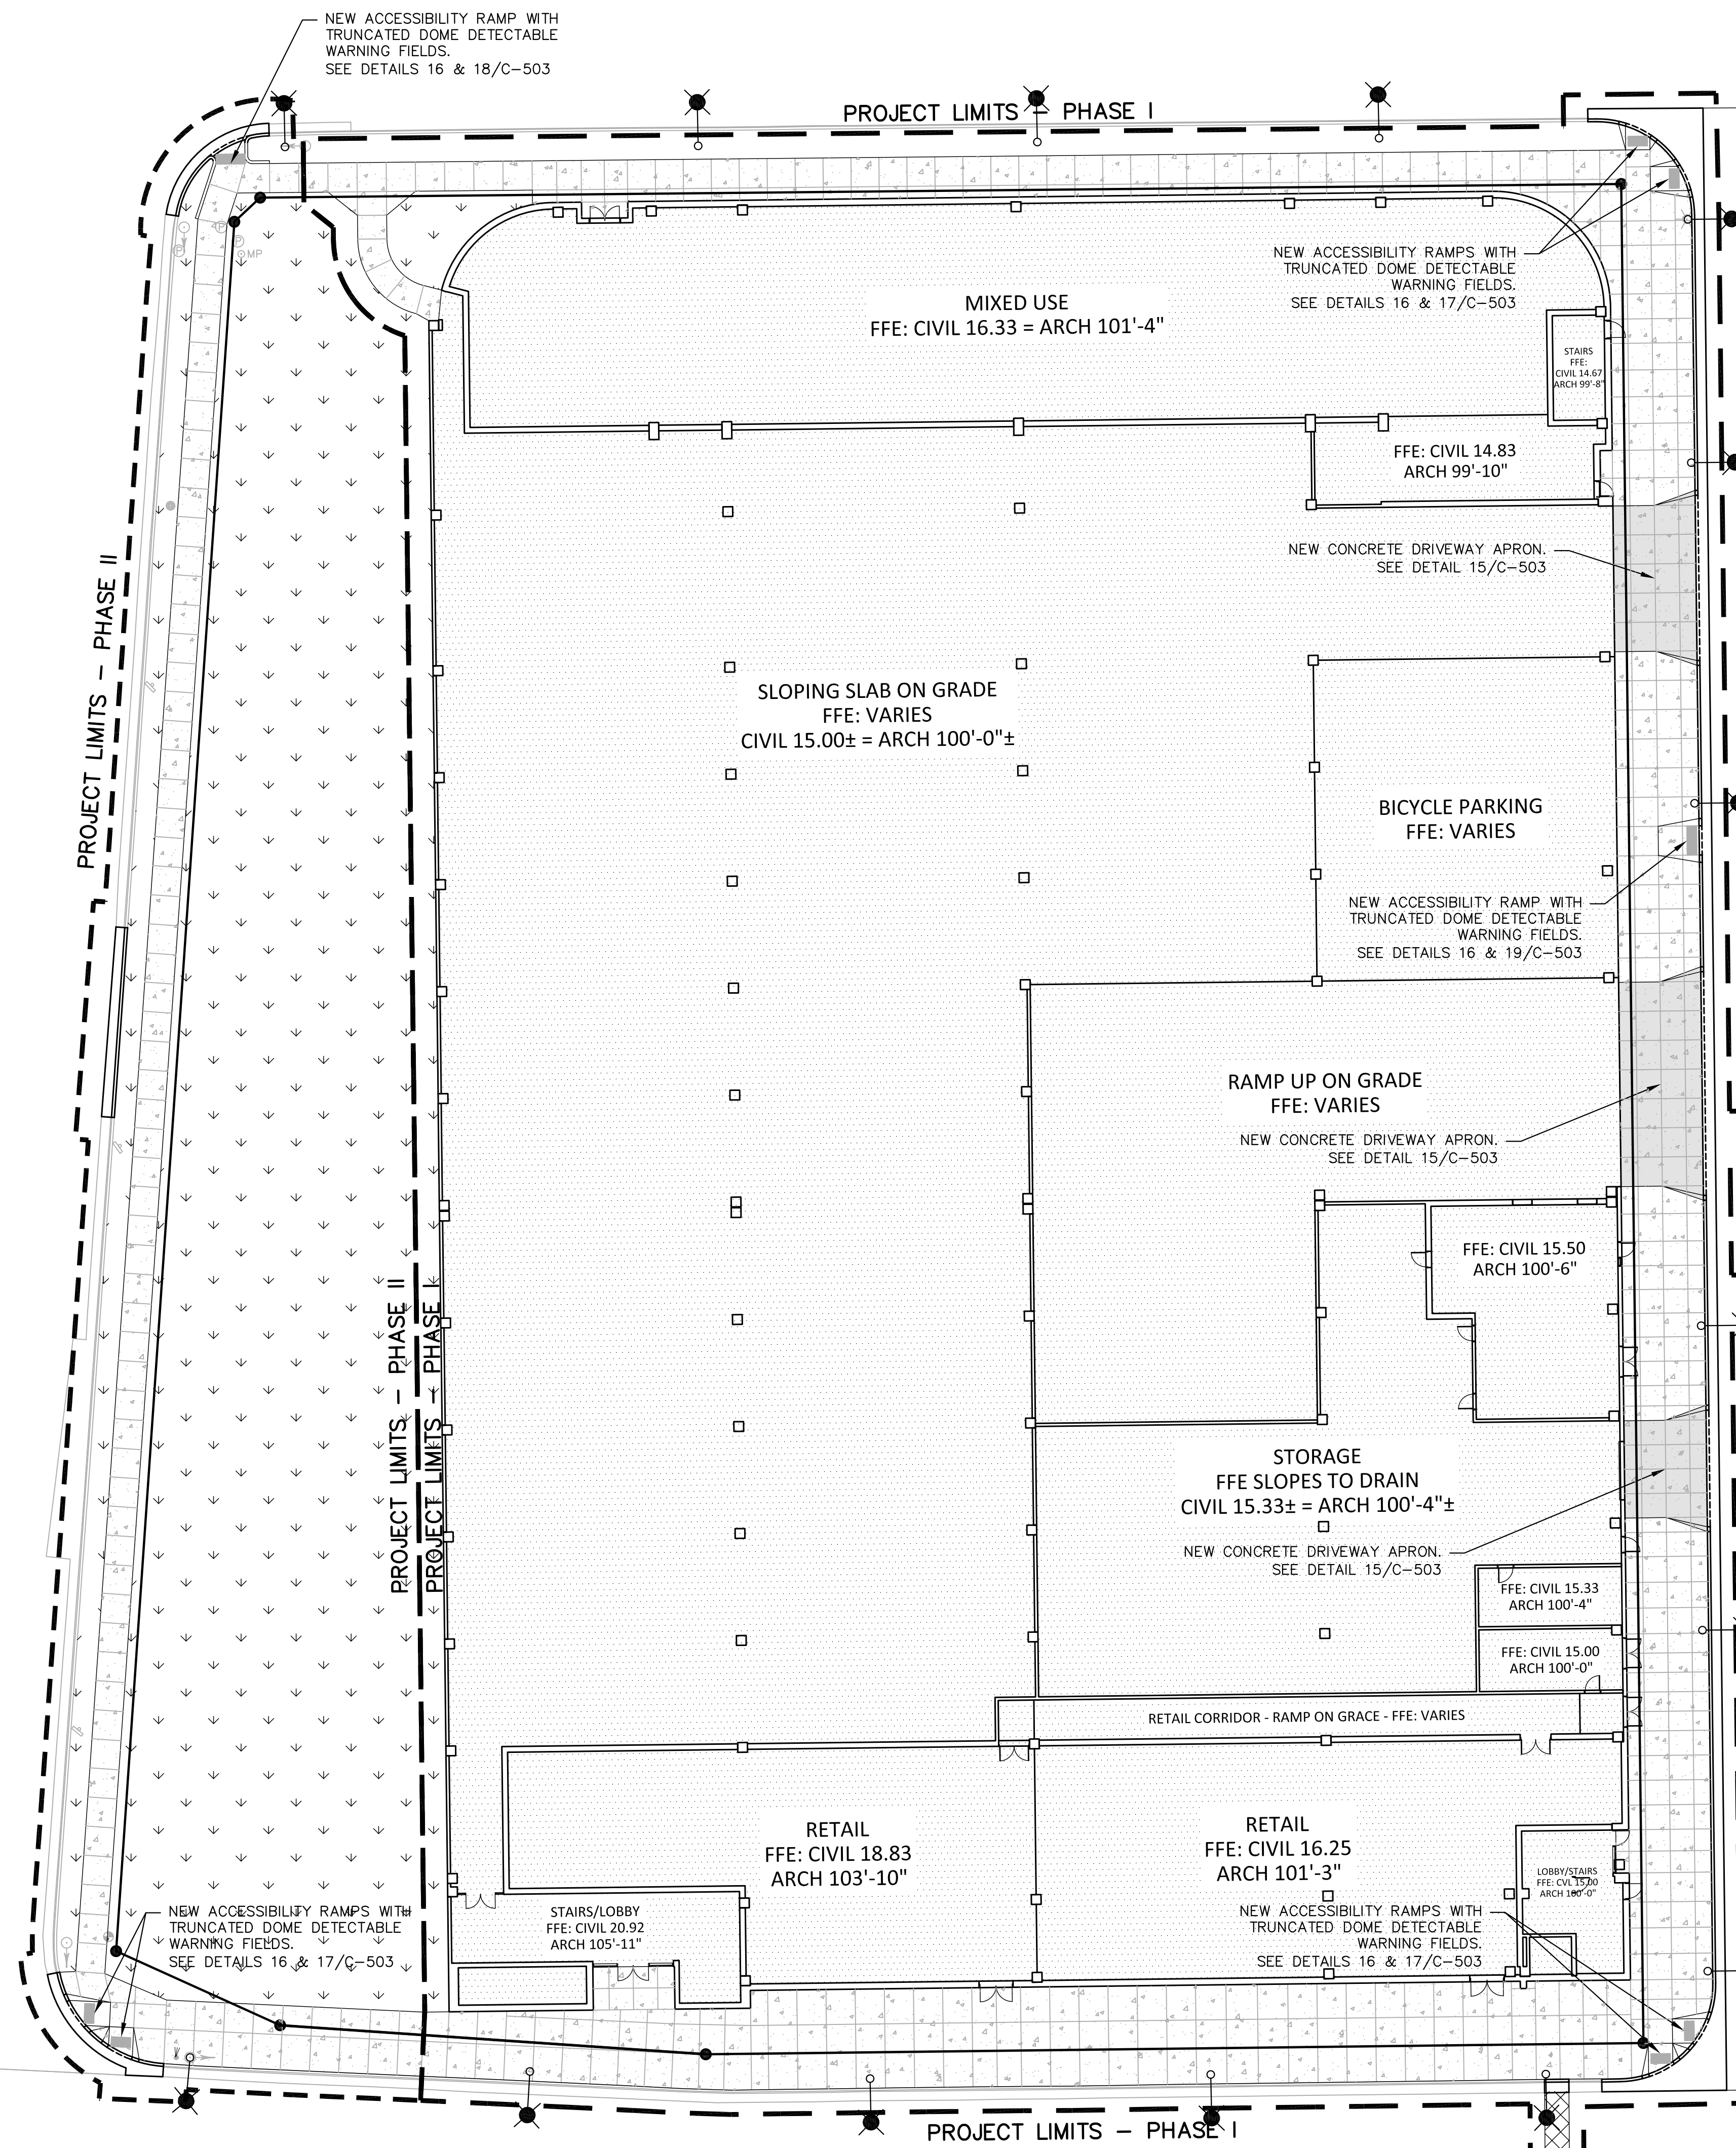 NEW ACCESSIBILITY RAMP WITH
TRUNCATED DOME DETECTABLE
WARNING FIELDS.
SEE DETAILS 16 & 18/C-503
PROJECT LIMITS - PHASE I
P
P
P
MP
NEW ACCESSIBILITY RAMPS WITH
TRUNCATED DOME DETECTABLE
WARNING FIELDS.
SEE DETAILS 16 & 17/C-503
MIXED USE
FFE: CIVIL 16.33 = ARCH 101'-4"
STAIRS
FFE:
CIVIL 14.67
ARCH 99'-8"
FFE: CIVIL 14.83
ARCH 99'-10"
NEW CONCRETE DRIVEWAY APRON.
SEE DETAIL 15/C-503
PROJECT LIMITS - PHASE II
SLOPING SLAB ON GRADE
FFE: VARIES
CIVIL 15.00± = ARCH 100'-0"±
BICYCLE PARKING
FFE: VARIES
NEW ACCESSIBILITY RAMP WITH
TRUNCATED DOME DETECTABLE
WARNING FIELDS.
SEE DETAILS 16 & 19/C-503
RAMP UP ON GRADE
FFE: VARIES
NEW CONCRETE DRIVEWAY APRON.
SEE DETAIL 15/C-503
FFE: CIVIL 15.50
ARCH 100'-6"
PROJECT LIMITS - PHASE II
PROJECT LIMITS - PHASE I
STORAGE
FFE SLOPES TO DRAIN
CIVIL 15.33± = ARCH 100'-4"±
NEW CONCRETE DRIVEWAY APRON.
SEE DETAIL 15/C-503
FFE: CIVIL 15.33
ARCH 100'-4"
FFE: CIVIL 15.00
ARCH 100'-0"
RETAIL CORRIDOR - RAMP ON GRACE - FFE: VARIES
RETAIL
FFE: CIVIL 18.83
ARCH 103'-10"
RETAIL
FFE: CIVIL 16.25
ARCH 101'-3"
LOBBY/STAIRS
FFE: CVL 15.00
ARCH 100'-0"
STAIRS/LOBBY
FFE: CIVIL 20.92
ARCH 105'-11"
NEW ACCESSIBILITY RAMPS WITH
TRUNCATED DOME DETECTABLE
WARNING FIELDS.
SEE DETAILS 16 & 17/C-503
NEW ACCESSIBILITY RAMPS WITH
TRUNCATED DOME DETECTABLE
WARNING FIELDS.
SEE DETAILS 16 & 17/C-503
PROJECT LIMITS - PHASE I